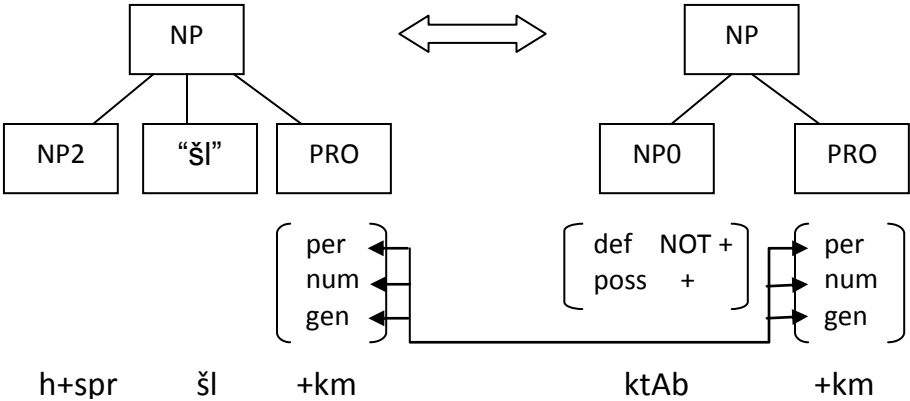 NP NP
NP2 “šl” PRO NP0 PRO
per def NOT + per
num poss + num
gen gen
h+spr šl +km ktAb +km